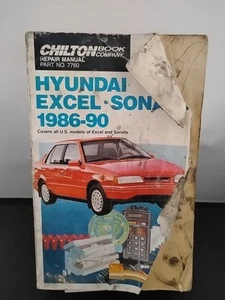 CHILTON BOOK COMPANY
REPAIR MANUAL
PART NO. 7760
HYUNDAI
EXCEL · SONA
1986-90
Covers all U.S. models of Excel and Sonata